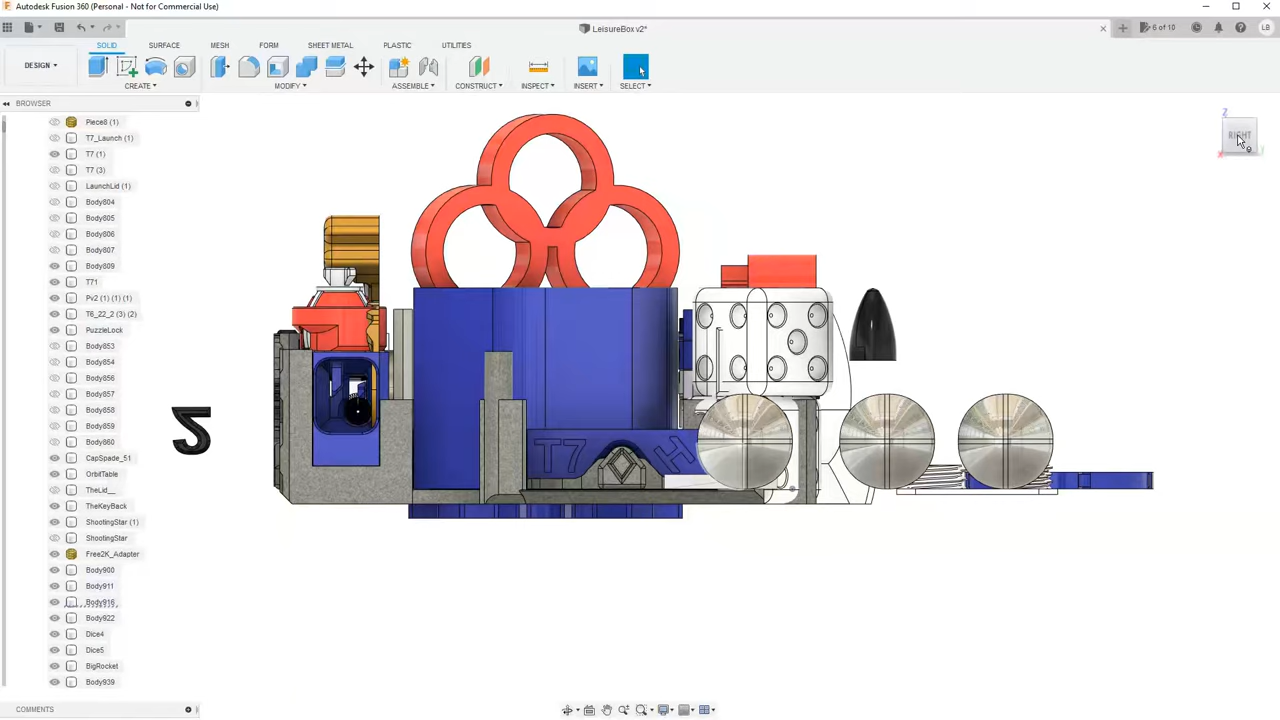 Autodesk Fusion 360 (Personal - Not for Commercial Use)
LeisureBox v2*
6 of 10
LB
SOLID SURFACE MESH FORM SHEET METAL PLASTIC UTILITIES
DESIGN
CREATE MODIFY ASSEMBLE CONSTRUCT INSPECT INSERT SELECT
BROWSER
Piece8 (1)
T7_Launch (1)
T7 (1)
T7 (3)
LaunchLid (1)
Body804
Body805
Body806
Body807
Body809
T71
Pv2 (1) (1) (1)
T6_22_2 (3) (2)
PuzzleLock
Body853
Body854
Body856
Body857
Body858
Body859
Body860
CapSpade_51
OrbitTable
TheLid__
TheKeyBack
ShootingStar (1)
ShootingStar
Free2K_Adapter
Body900
Body911
Body916
Body922
Dice4
Dice5
BigRocket
Body939
COMMENTS
Z
RIGHT
X
T7
H